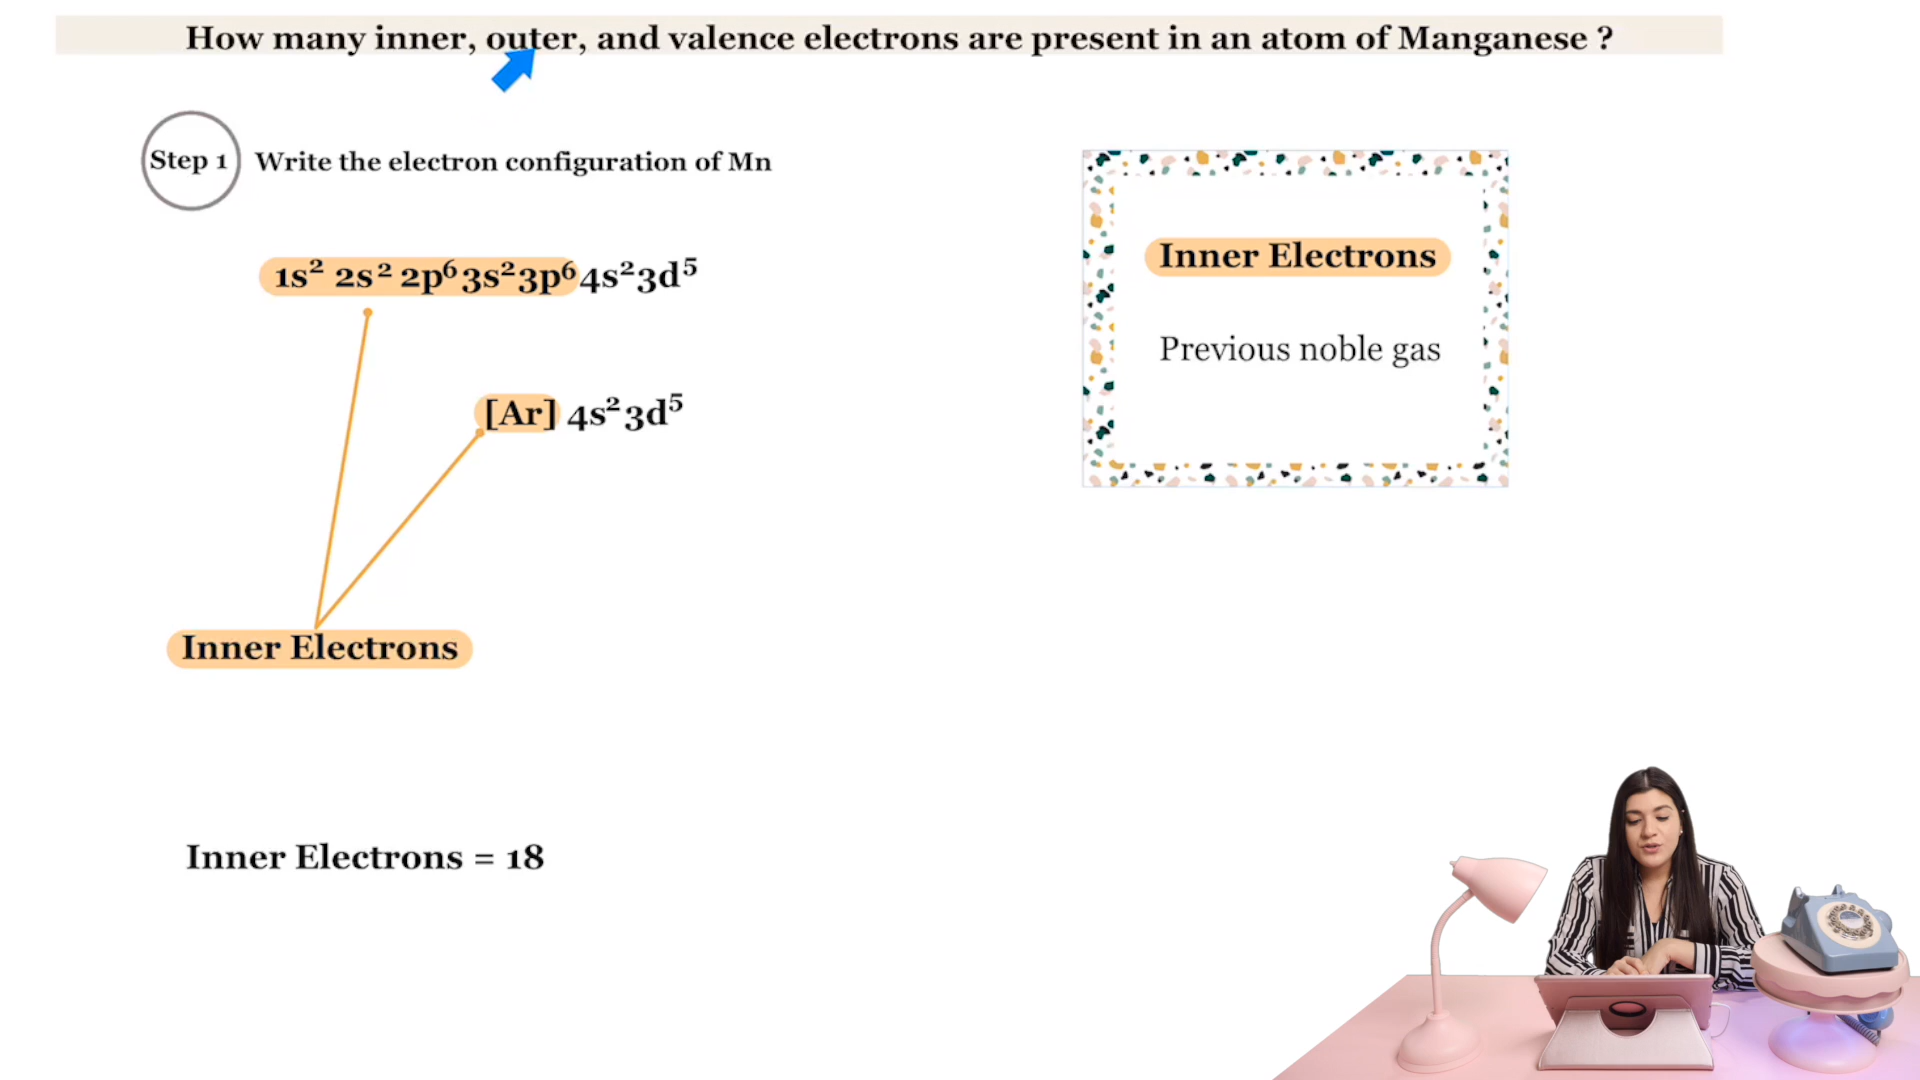 How many inner, outer, and valence electrons are present in an atom of Manganese ?
Step 1
Write the electron configuration of Mn
1s² 2s² 2p⁶ 3s² 3p⁶ 4s² 3d⁵
[Ar] 4s² 3d⁵
Inner Electrons
Inner Electrons = 18
Inner Electrons
Previous noble gas